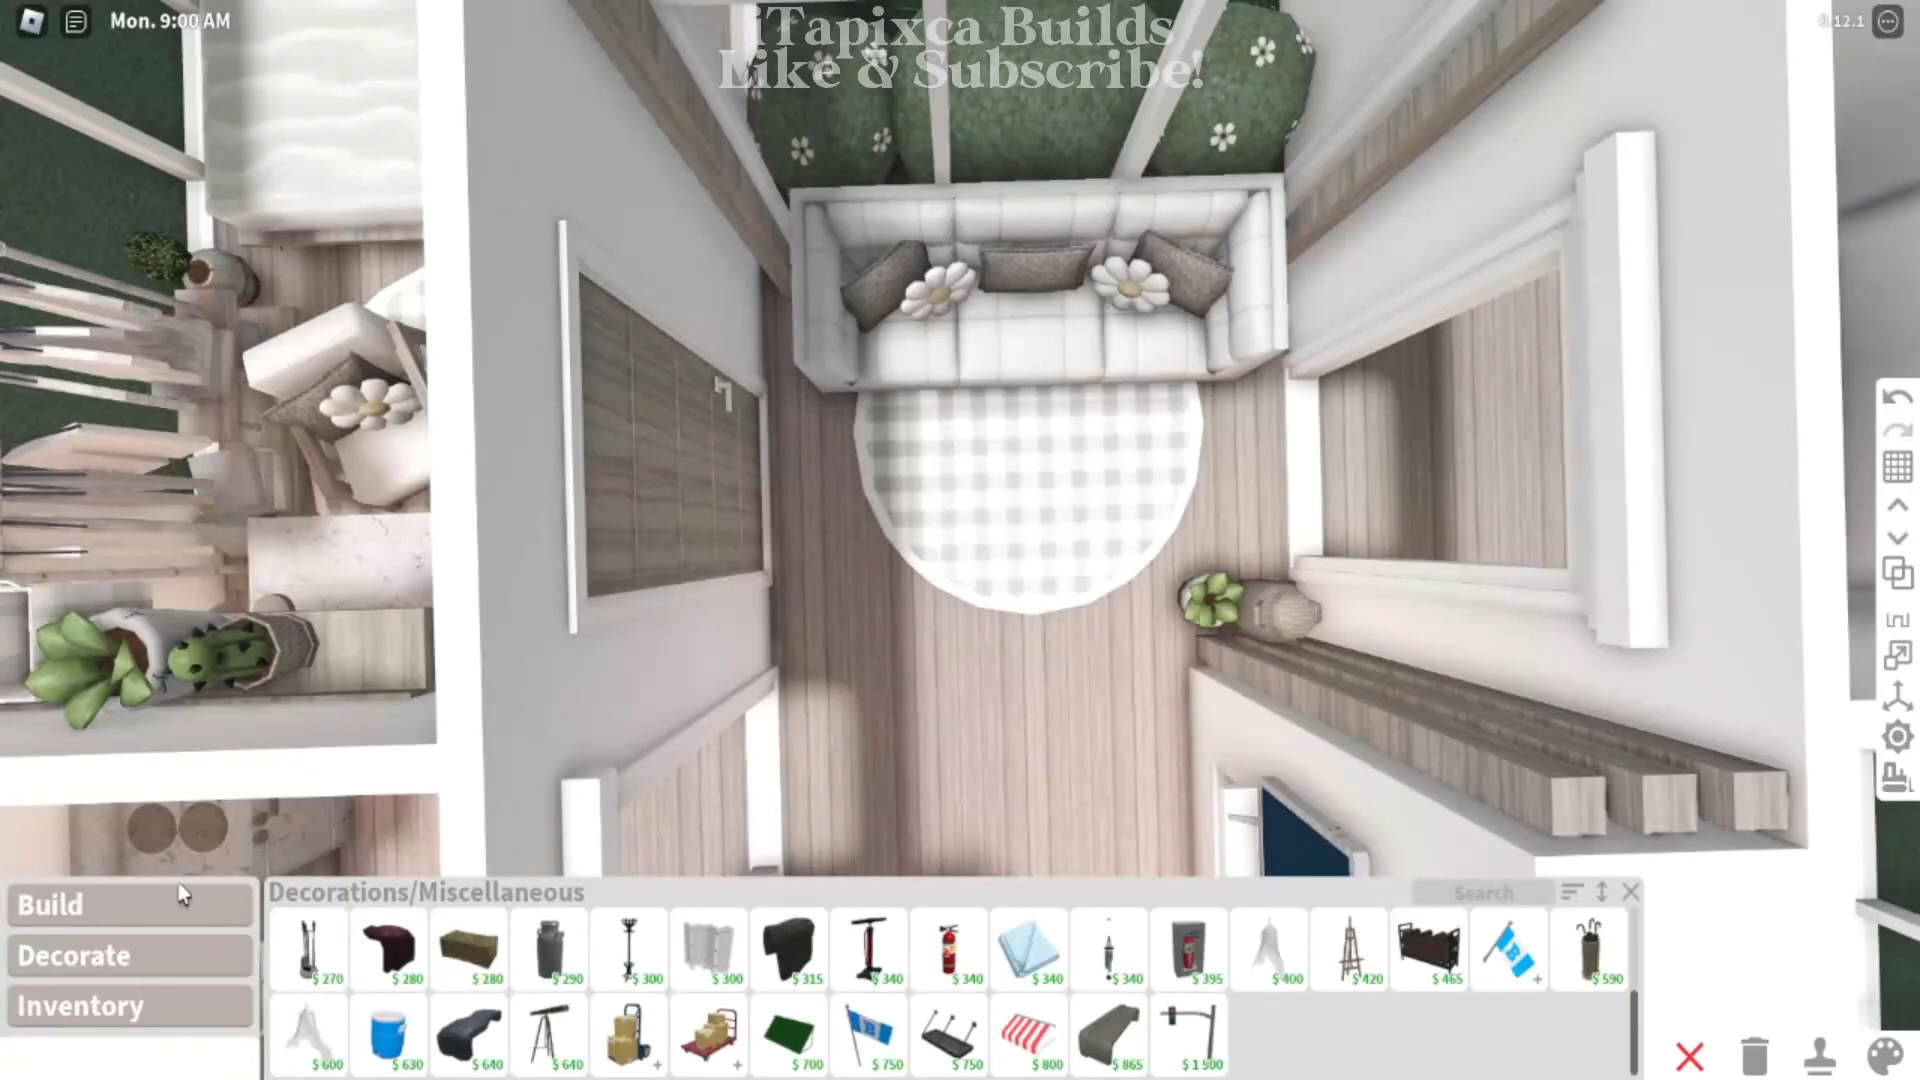 Mon. 9:00 AM
iTapixca Builds
Like & Subscribe!
Build
Decorate
Inventory
Decorations/Miscellaneous
Search
$ 270
$ 280
$ 280
$ 290
$ 300
$ 300
$ 315
$ 340
$ 340
$ 340
$ 340
$ 395
$ 400
$ 420
$ 465
$ 590
$ 600
$ 630
$ 640
$ 640
$ 700
$ 750
$ 750
$ 800
$ 865
$ 1 500